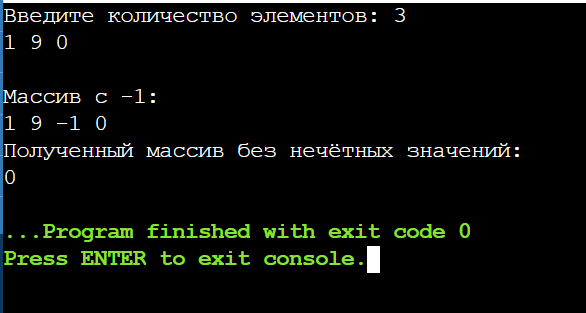 Введите количество элементов: 3
1 9 0
Массив с -1:
1 9 -1 0
Полученный массив без нечётных значений:
0
...Program finished with exit code 0
Press ENTER to exit console.